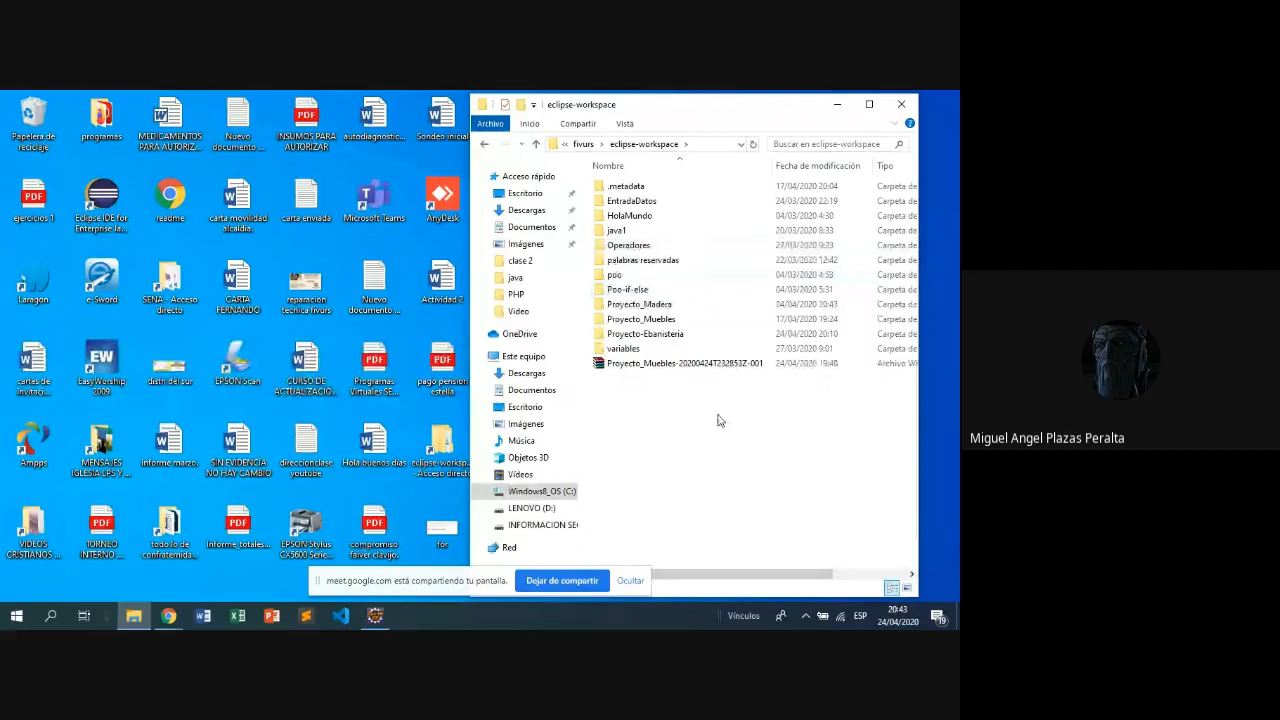 Papelera de reciclaje
programas
MEDICAMENTOS PARA AUTORIZ...
Nuevo documento ...
INSUMOS PARA AUTORIZAR
autodiagnostic...
Sondeo inicial
ejercicios 1
Eclipse IDE for Enterprise Ja...
readme
carta movilidad alcaldia.
carta enviada
Microsoft Teams
AnyDesk
Laragon
e-Sword
SENA - Acceso directo
CARTA FERNANDO
reparacion tecnica fivurs
Nuevo documento ...
Actividad 2
cartas de invitaci...
EasyWorship 2009
distri del sur
EPSON Scan
CURSO DE ACTUALIZACIO...
Programas Virtuales SE...
pago pension estella
Ampps
MENSAJES IGLESIA LPS Y ...
informe marzo.
SIN EVIDENCIA NO HAY CAMBIO
direccionclase youtube
Hola buenos dias
eclipse-worksp... - Acceso directo
VIDEOS CRISTIANOS ...
TORNEO INTERNO ...
todo lo de confratemida...
Informe_totales...
EPSON Stylus CX5600 Serie...
compromiso faiver clavijo.
for
eclipse-workspace
Archivo Inicio Compartir Vista
« fivurs › eclipse-workspace ›
Buscar en eclipse-workspace
Nombre Fecha de modificación Tipo
.metadata 17/04/2020 20:04 Carpeta de
EntradaDatos 24/03/2020 22:19 Carpeta de
HolaMundo 04/03/2020 4:30 Carpeta de
java1 20/03/2020 8:33 Carpeta de
Operadores 27/03/2020 9:23 Carpeta de
palabras reservadas 22/03/2020 12:42 Carpeta de
poo 04/03/2020 4:53 Carpeta de
Poo-if-else 04/03/2020 5:31 Carpeta de
Proyecto_Madera 04/04/2020 20:43 Carpeta de
Proyecto_Muebles 17/04/2020 19:24 Carpeta de
Proyecto-Ebanisteria 24/04/2020 20:10 Carpeta de
variables 27/03/2020 9:01 Carpeta de
Proyecto_Muebles-20200424T232853Z-001 24/04/2020 19:48 Archivo Wi
Acceso rápido
Escritorio
Descargas
Documentos
Imágenes
clase 2
java
PHP
Video
OneDrive
Este equipo
Descargas
Documentos
Escritorio
Imágenes
Música
Objetos 3D
Vídeos
Windows8_OS (C:)
LENOVO (D:)
INFORMACION SE
Red
meet.google.com está compartiendo tu pantalla.
Dejar de compartir
Ocultar
Vínculos
ESP
20:43
24/04/2020
19
Miguel Angel Plazas Peralta